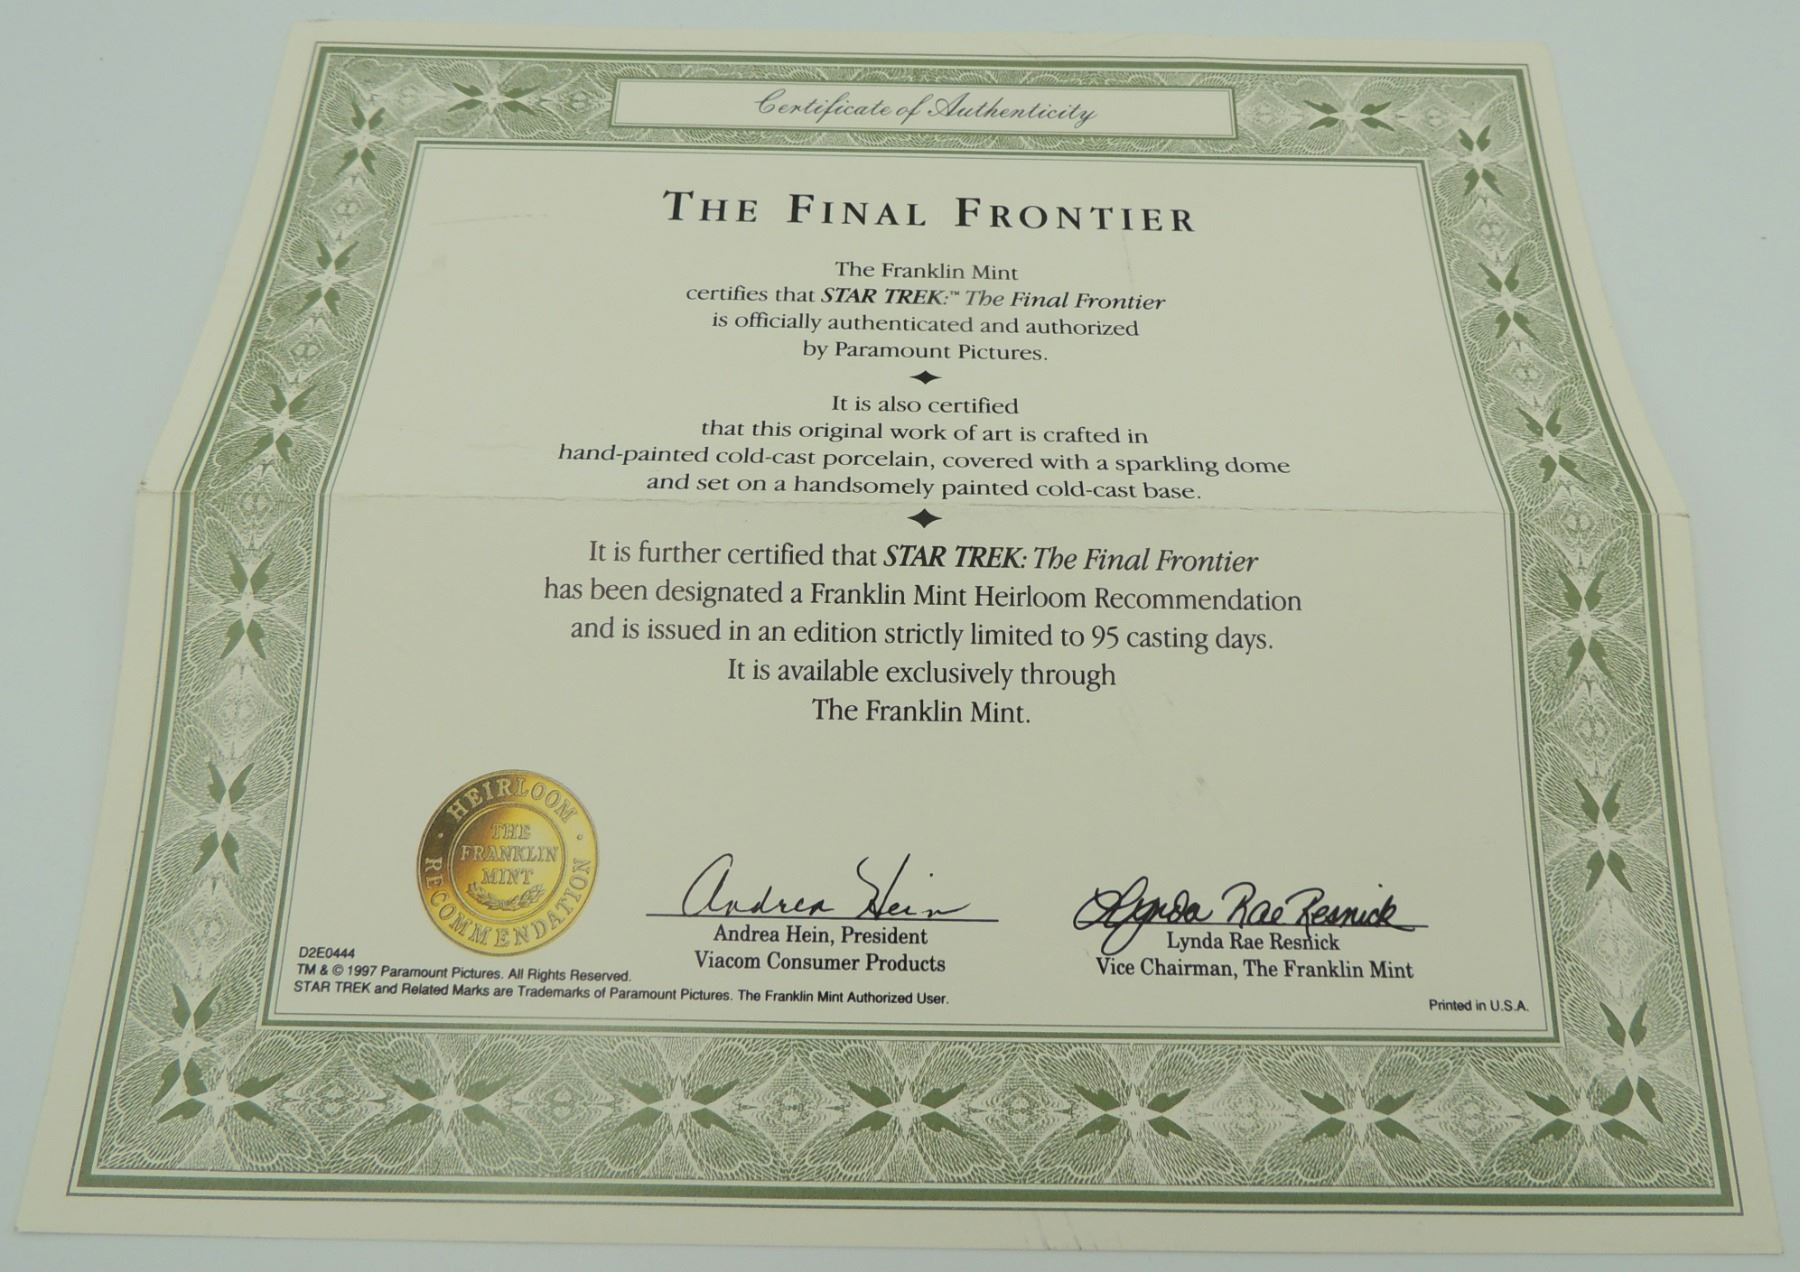 Certificate of Authenticity
THE FINAL FRONTIER
The Franklin Mint
certifies that STAR TREK:™ The Final Frontier
is officially authenticated and authorized
by Paramount Pictures.
It is also certified
that this original work of art is crafted in
hand-painted cold-cast porcelain, covered with a sparkling dome
and set on a handsomely painted cold-cast base.
It is further certified that STAR TREK: The Final Frontier
has been designated a Franklin Mint Heirloom Recommendation
and is issued in an edition strictly limited to 95 casting days.
It is available exclusively through
The Franklin Mint.
HEIRLOOM RECOMMENDATION
THE
FRANKLIN
MINT
Andrea Hein
Andrea Hein, President
Viacom Consumer Products
Lynda Rae Resnick
Lynda Rae Resnick
Vice Chairman, The Franklin Mint
D2E0444
TM & © 1997 Paramount Pictures. All Rights Reserved.
STAR TREK and Related Marks are Trademarks of Paramount Pictures. The Franklin Mint Authorized User.
Printed in U.S.A.